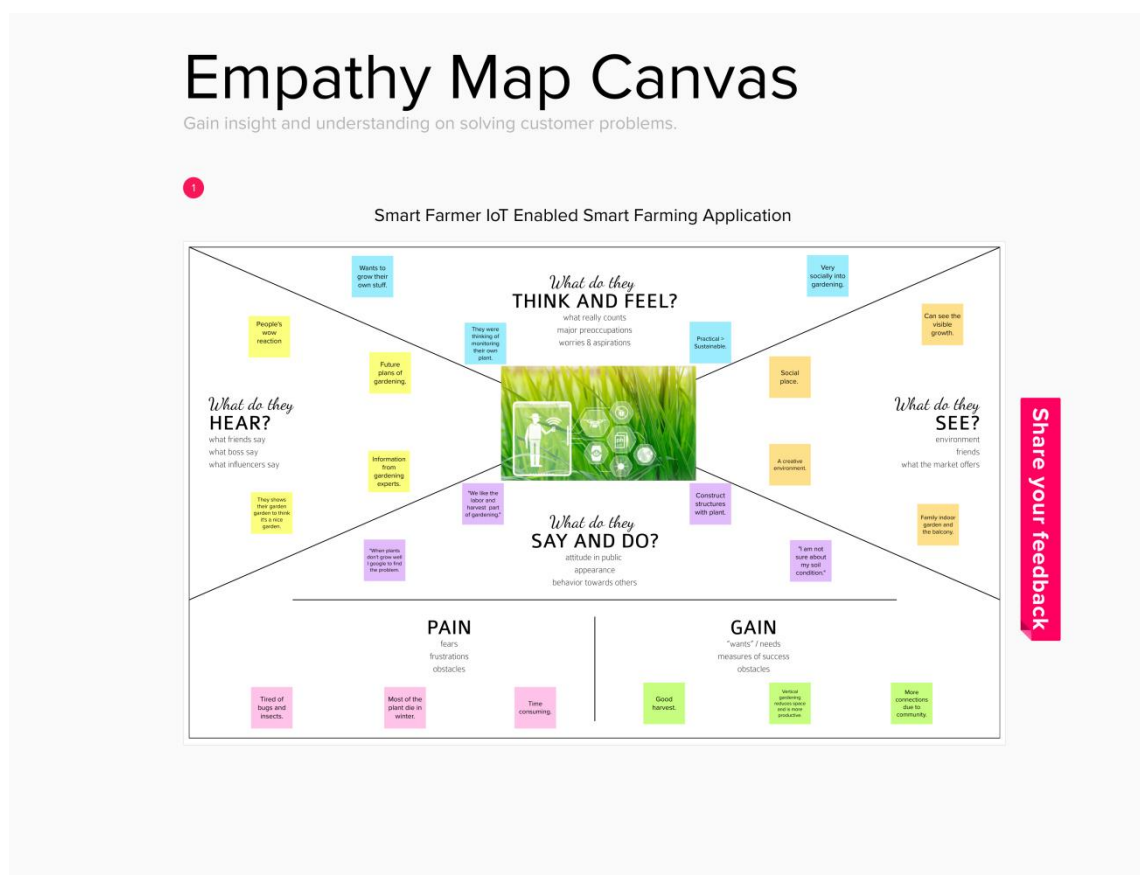 Empathy Map Canvas
Gain insight and understanding on solving customer problems.
1
Smart Farmer IoT Enabled Smart Farming Application
What do they
THINK AND FEEL?
what really counts
major preoccupations
worries & aspirations
Wants to
grow their
own stuff.
They were
thinking of
monitoring
their own
plant.
Very
socially into
gardening.
Practical >
Sustainable.
What do they
HEAR?
what friends say
what boss say
what influencers say
People's
wow
reaction
Future
plans of
gardening.
Information
from
gardening
experts.
They shows
their garden
garden to think
it's a nice
garden.
What do they
SEE?
environment
friends
what the market offers
Can see the
visible
growth.
Social
place.
A creative
environment.
Family indoor
garden and
the balcony.
What do they
SAY AND DO?
attitude in public
appearance
behavior towards others
"We like the
labor and
harvest part
of gardening."
"When plants
don't grow well
I google to find
the problem.
Construct
structures
with plant.
"I am not
sure about
my soil
condition."
PAIN
fears
frustrations
obstacles
Tired of
bugs and
insects.
Most of the
plant die in
winter.
Time
consuming.
GAIN
"wants" / needs
measures of success
obstacles
Good
harvest.
Vertical
gardening
reduces space
and is more
productive
More
connections
due to
community.
Share your feedback